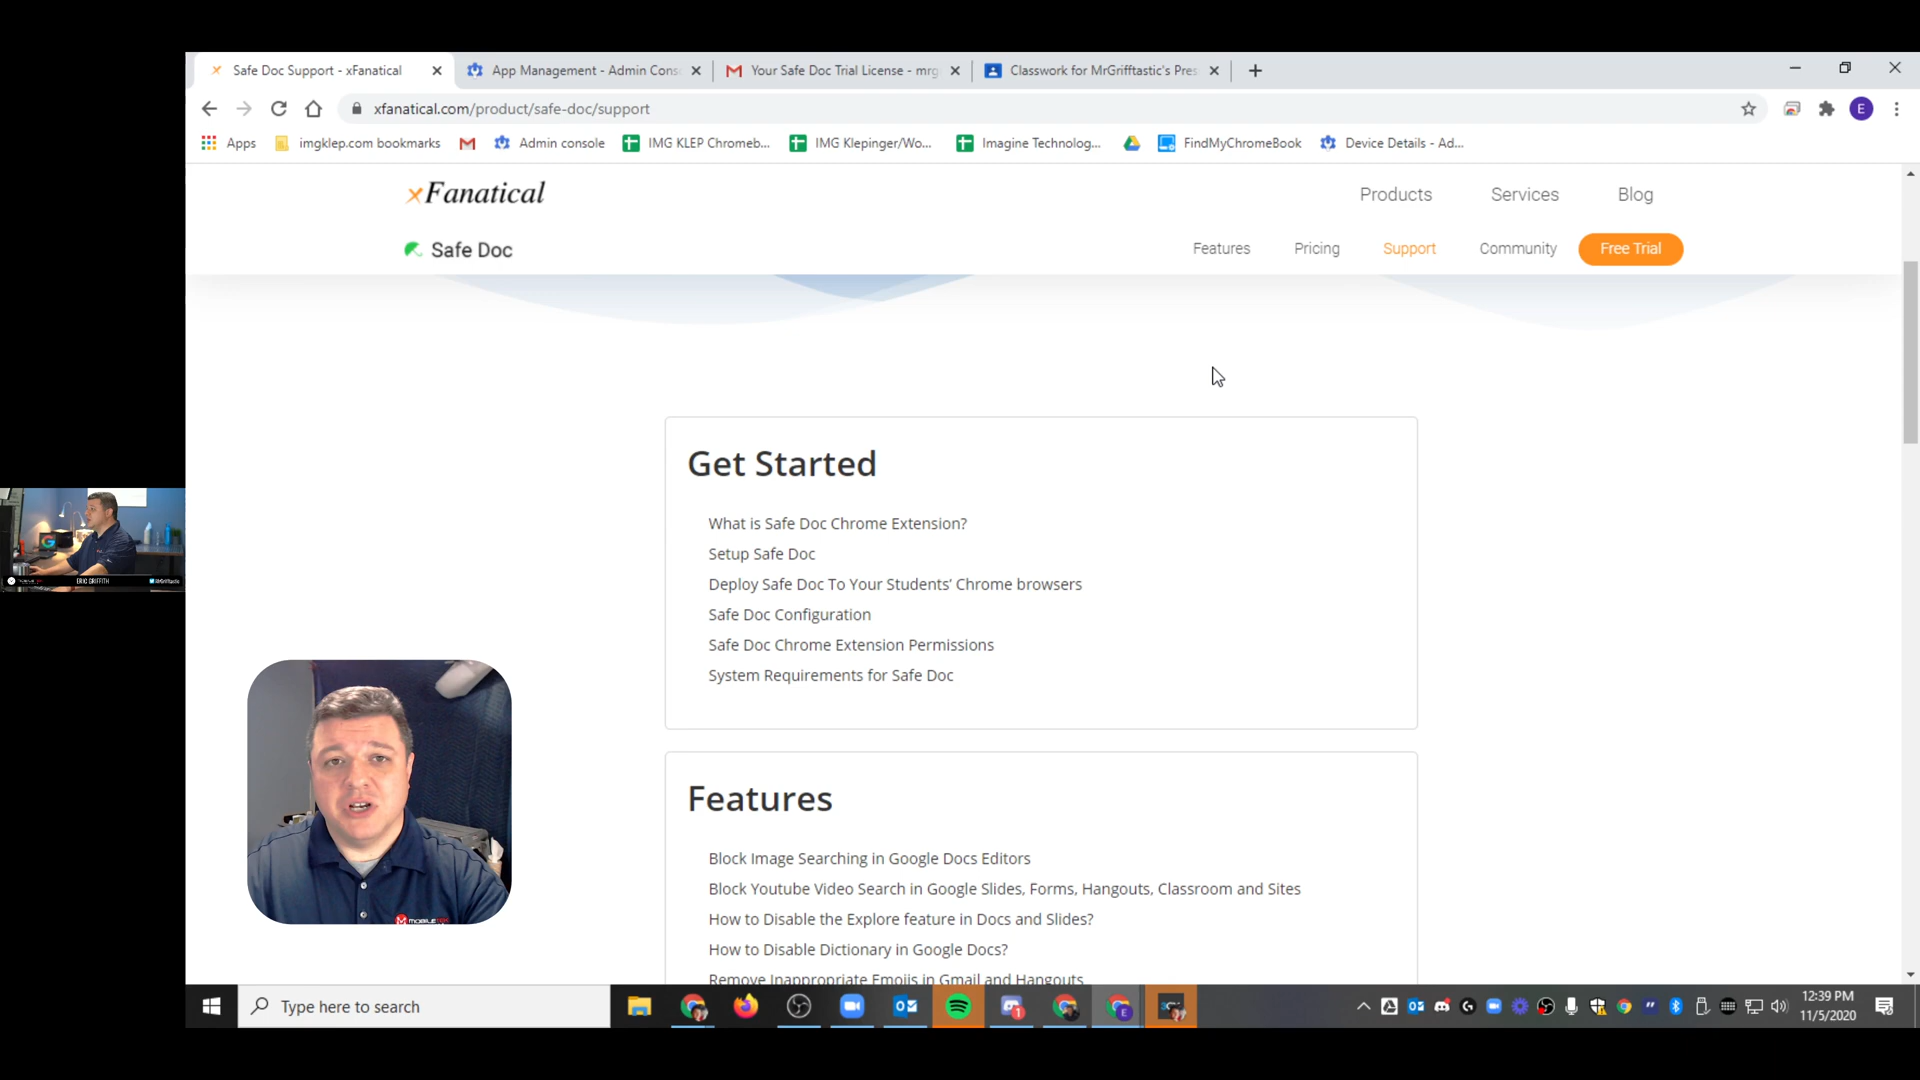 Safe Doc Support - xFanatical
App Management - Admin Cons
Your Safe Doc Trial License - mrg
Classwork for MrGrifftastic's Pres
xfanatical.com/product/safe-doc/support
E
Apps
imgklep.com bookmarks
Admin console
IMG KLEP Chromeb...
IMG Klepinger/Wo...
Imagine Technolog...
FindMyChromeBook
Device Details - Ad...
xFanatical
Products
Services
Blog
Safe Doc
Features
Pricing
Support
Community
Free Trial
Get Started
What is Safe Doc Chrome Extension?
Setup Safe Doc
Deploy Safe Doc To Your Students' Chrome browsers
Safe Doc Configuration
Safe Doc Chrome Extension Permissions
System Requirements for Safe Doc
ERIC GRIFFITH
MOBILETEK
Features
Block Image Searching in Google Docs Editors
Block Youtube Video Search in Google Slides, Forms, Hangouts, Classroom and Sites
How to Disable the Explore feature in Docs and Slides?
How to Disable Dictionary in Google Docs?
Remove Inappropriate Emojis in Gmail and Hangouts
Type here to search
12:39 PM
11/5/2020